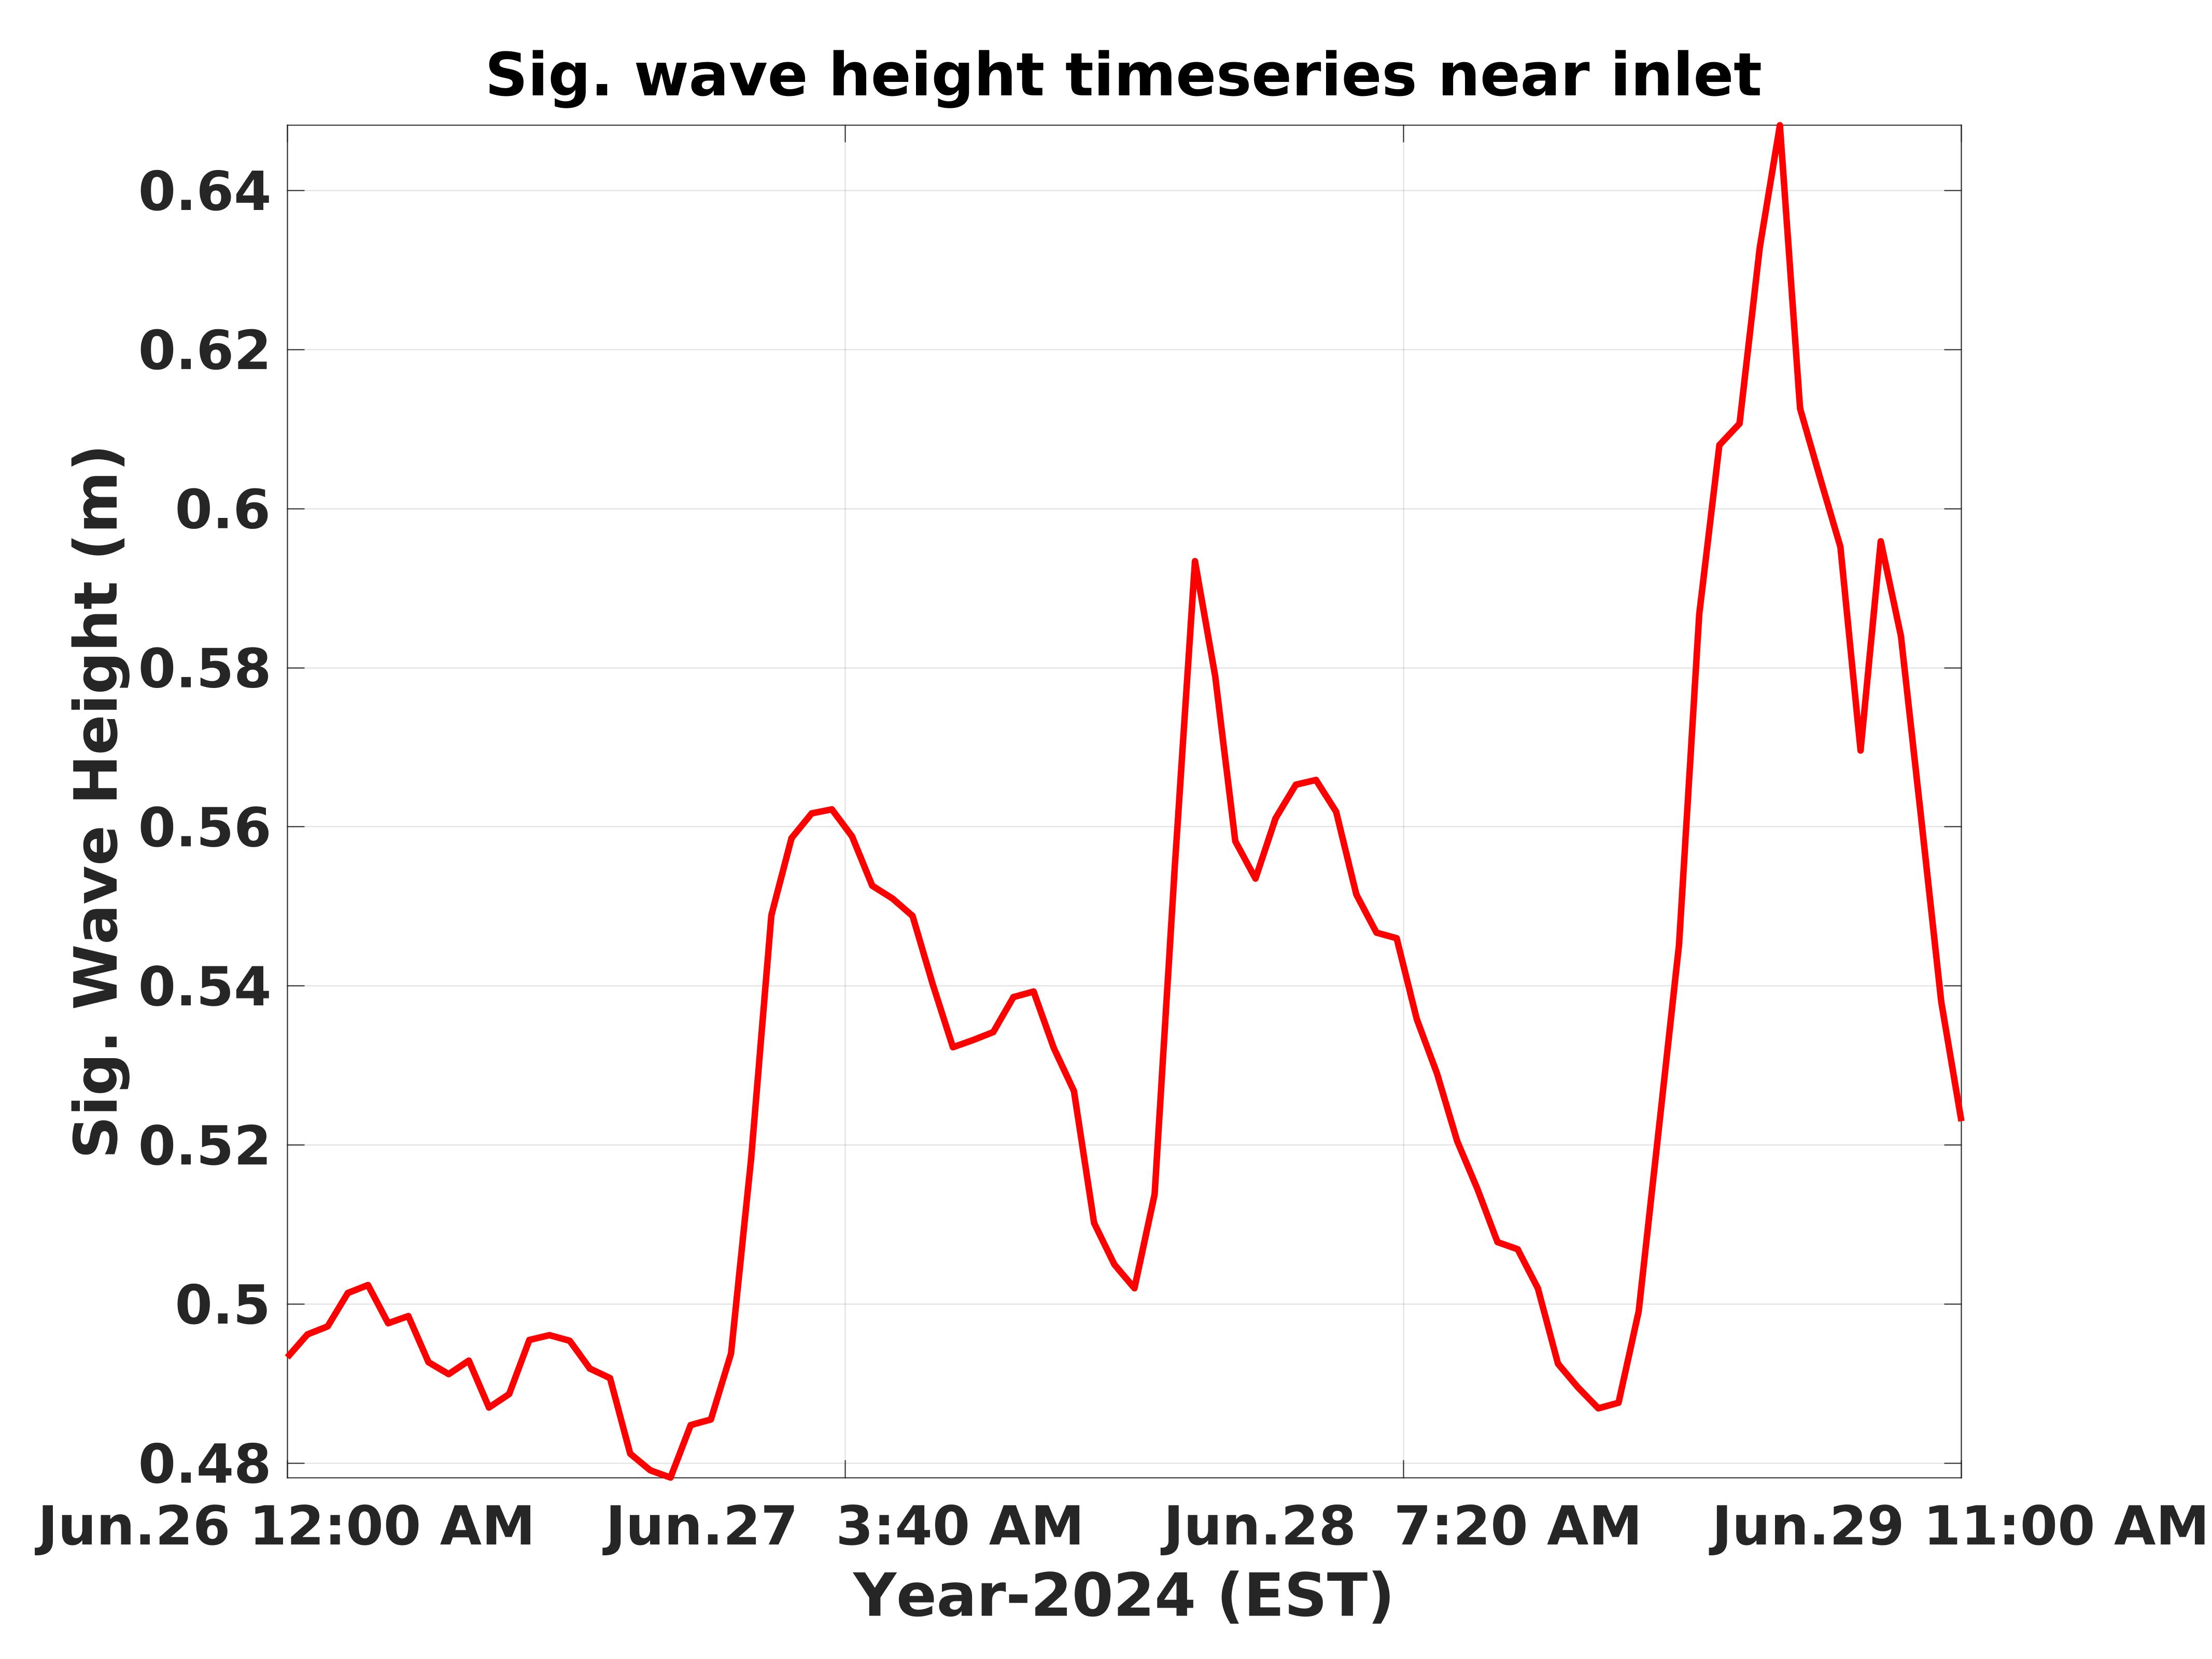 Sig. wave height timeseries near inlet
Sig. Wave Height (m)
0.64
0.62
0.6
0.58
0.56
0.54
0.52
0.5
0.48
Jun.26 12:00 AM Jun.27 3:40 AM Jun.28 7:20 AM Jun.29 11:00 AM
Year-2024 (EST)